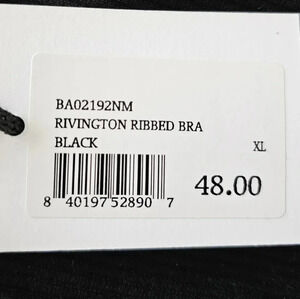 BA02192NM
RIVINGTON RIBBED BRA
BLACK XL
48.00
8 40197 52890 7